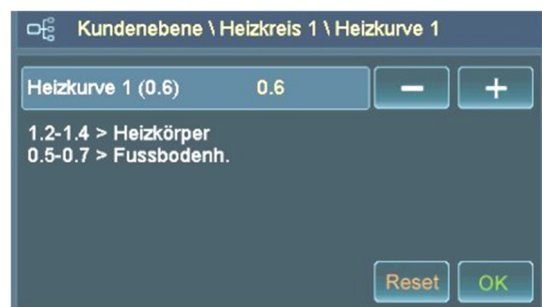 Kundenebene \ Heizkreis 1 \ Heizkurve 1
Heizkurve 1 (0.6) 0.6 − +
1.2-1.4 > Heizkörper
0.5-0.7 > Fussbodenh.
Reset OK